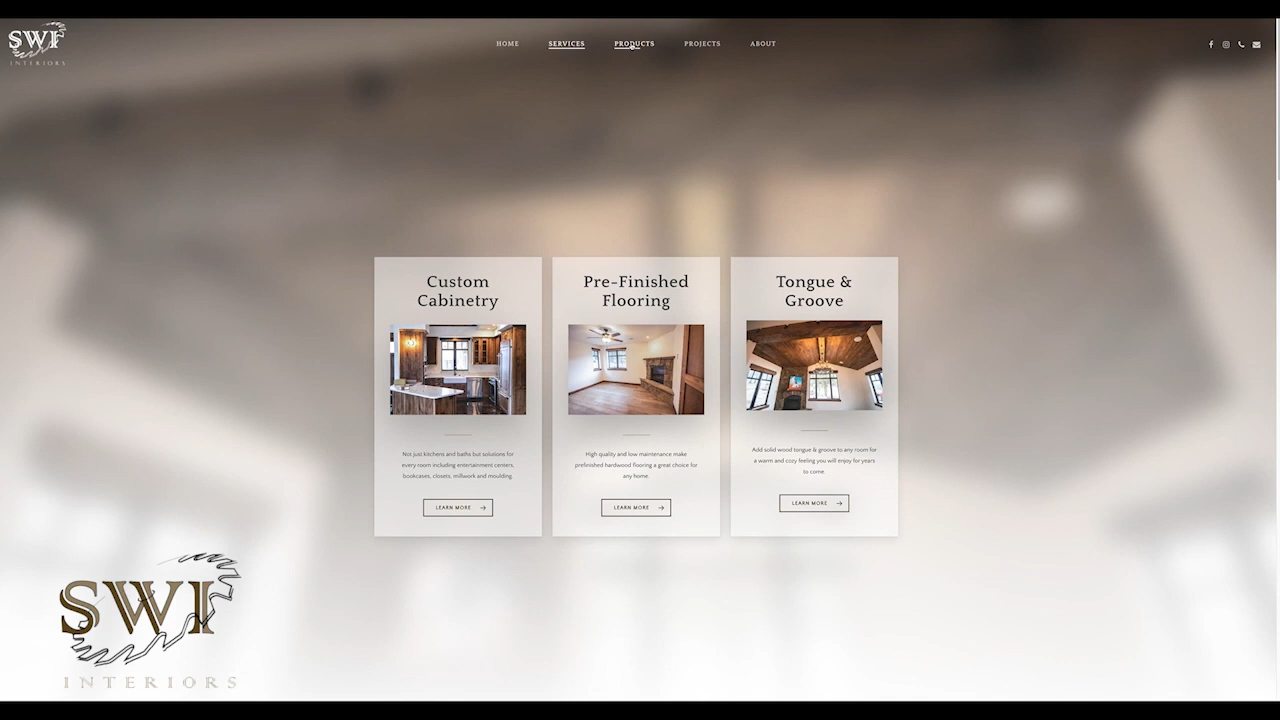 SWI
INTERIORS
HOME SERVICES PRODUCTS PROJECTS ABOUT
Custom
Cabinetry
Not just kitchens and baths but solutions for
every room including entertainment centers,
bookcases, closets, millwork and moulding.
LEARN MORE →
Pre-Finished
Flooring
High quality and low maintenance make
prefinished hardwood flooring a great choice for
any home.
LEARN MORE →
Tongue &
Groove
Add solid wood tongue & groove to any room for
a warm and cozy feeling you will enjoy for years
to come.
LEARN MORE →
SWI
INTERIORS